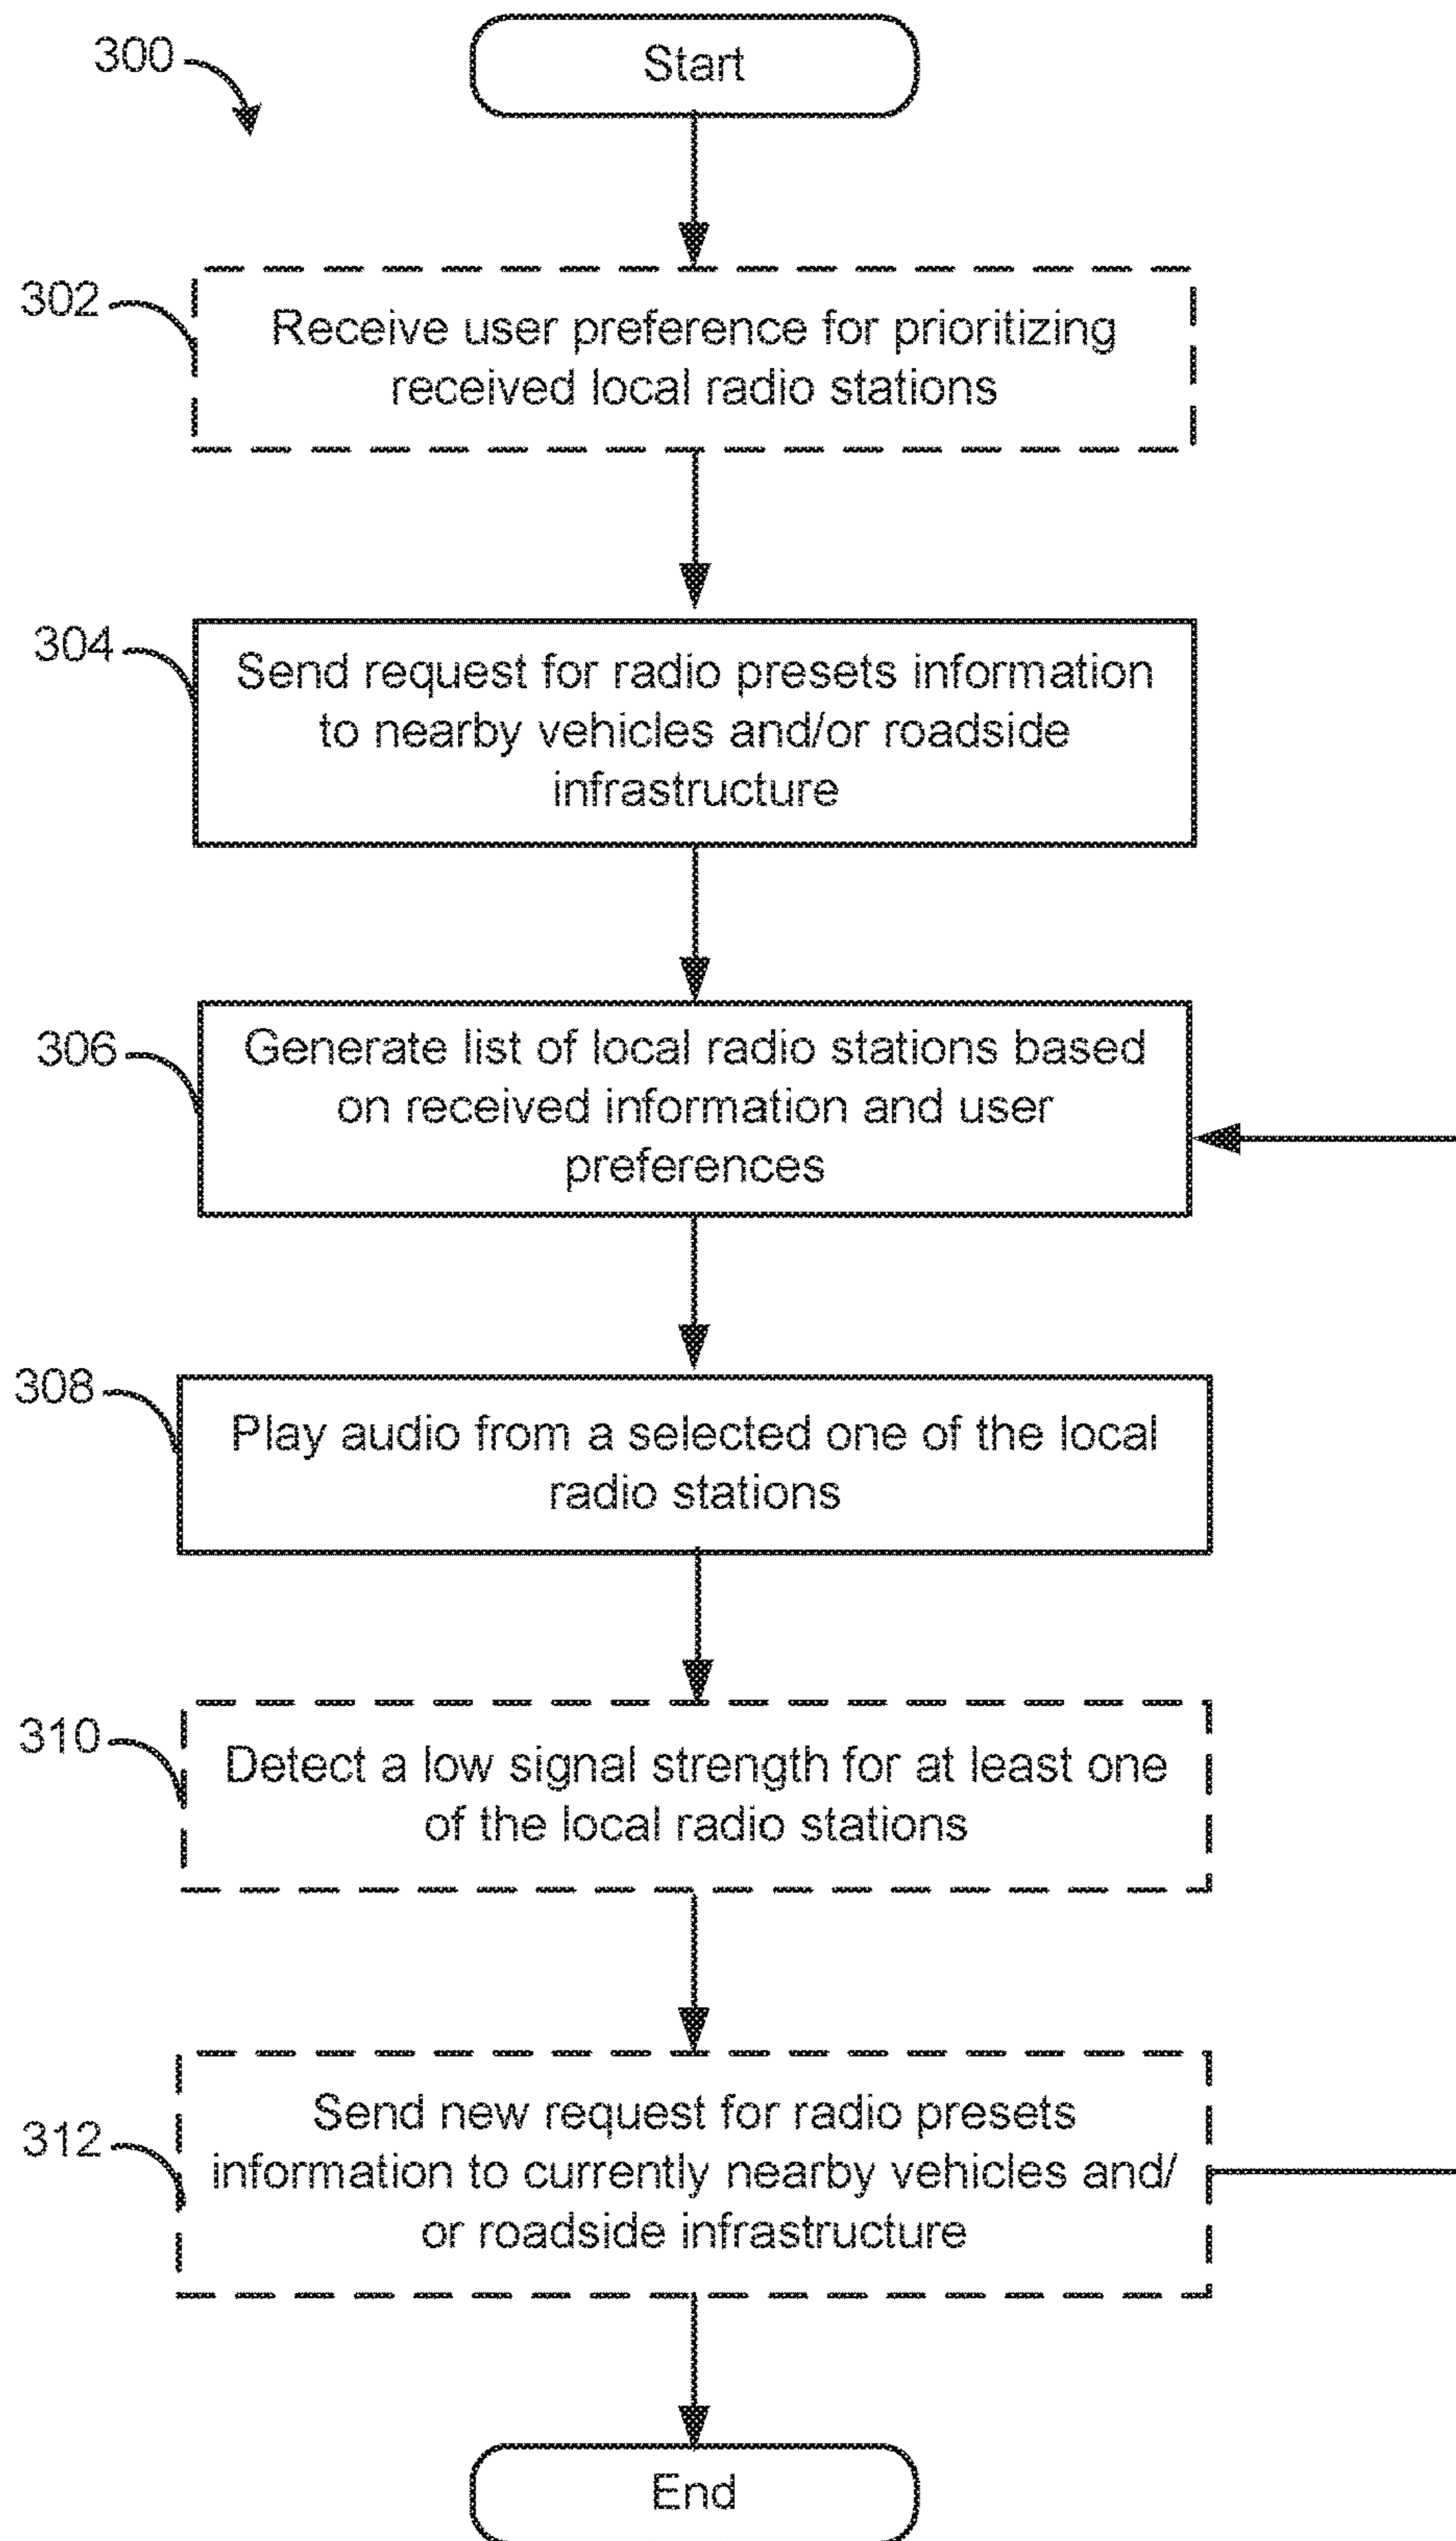 300
Start
302
Receive user preference for prioritizing
received local radio stations
304
Send request for radio presets information
to nearby vehicles and/or roadside
infrastructure
306
Generate list of local radio stations based
on received information and user
preferences
308
Play audio from a selected one of the local
radio stations
310
Detect a low signal strength for at least one
of the local radio stations
312
Send new request for radio presets
information to currently nearby vehicles and/
or roadside infrastructure
End